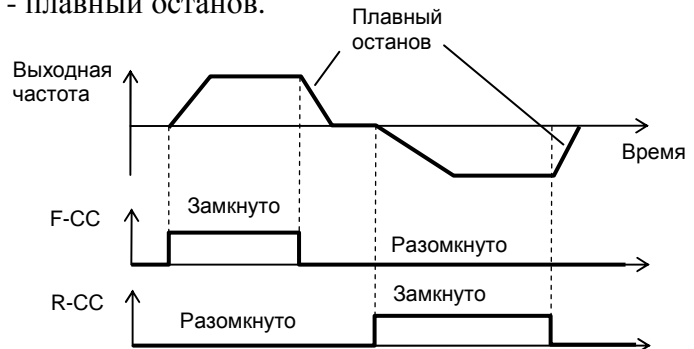 - плавный останов.
Плавный
останов
Выходная
частота
Время
F-CC
Замкнуто
Разомкнуто
R-CC
Разомкнуто
Замкнуто